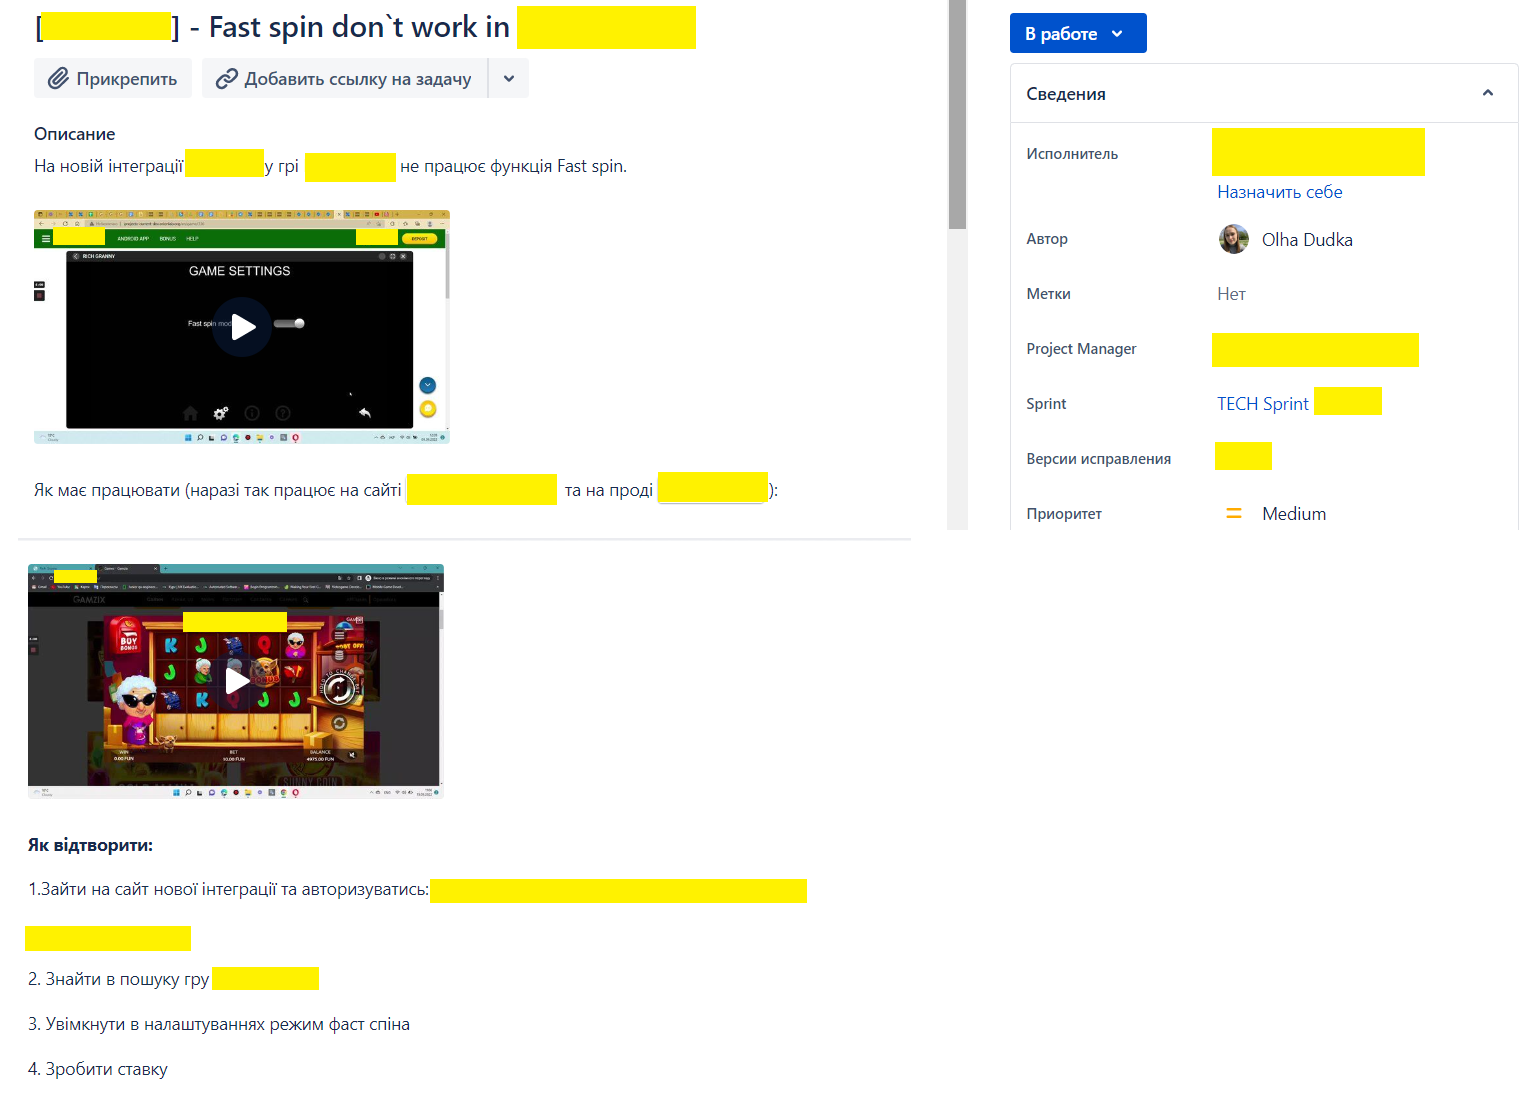 [ ] - Fast spin don`t work in
Прикрепить
Добавить ссылку на задачу
Описание
На новій інтеграції у грі не працює функція Fast spin.
ANDROID APP BONUS HELP
RICH GRANNY
GAME SETTINGS
Fast spin mod
Як має працювати (наразі так працює на сайті та на проді ):
GAMZIX
BUY BONUS
WIN BET BALANCE
0.00 FUN 10.00 FUN 4975.00 FUN
Як відтворити:
1.Зайти на сайт нової інтеграції та авторизуватись:
2. Знайти в пошуку гру
3. Увімкнути в налаштуваннях режим фаст спіна
4. Зробити ставку
В работе
Сведения
Исполнитель
Назначить себе
Автор Olha Dudka
Метки Нет
Project Manager
Sprint TECH Sprint
Версии исправления
Приоритет Medium